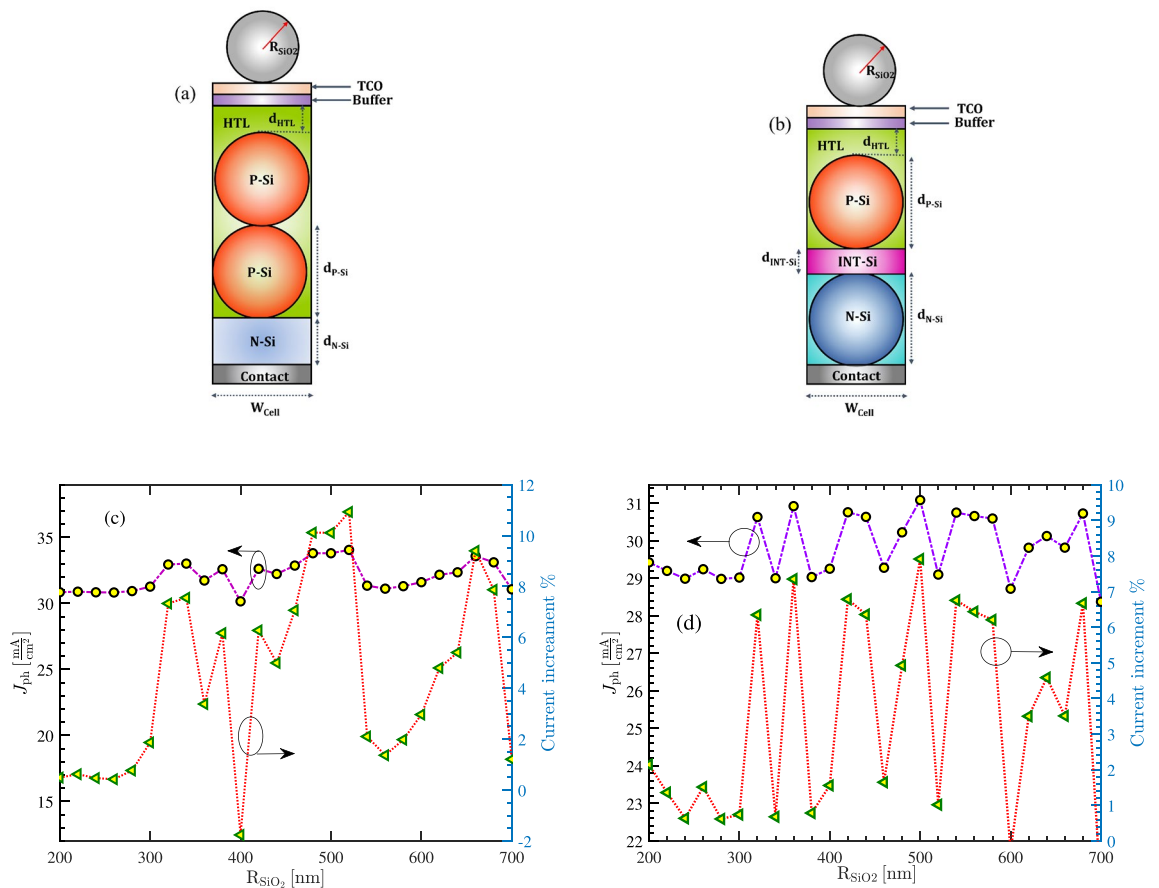 R_SiO2
(a)
TCO
Buffer
HTL
d_HTL
P-Si
P-Si
d_P-Si
N-Si
d_N-Si
Contact
W_Cell
R_SiO2
(b)
TCO
Buffer
HTL
d_HTL
P-Si
d_P-Si
d_INT-Si
INT-Si
N-Si
d_N-Si
Contact
W_Cell
(c)
J_ph [mA/cm²]
35
30
25
20
15
Current increament %
12
10
8
6
4
2
0
-2
200 300 400 500 600 700
R_SiO2 [nm]
(d)
J_ph [mA/cm²]
31
30
29
28
27
26
25
24
23
22
Current increment %
10
9
8
7
6
5
4
3
2
1
0
200 300 400 500 600 700
R_SiO2 [nm]